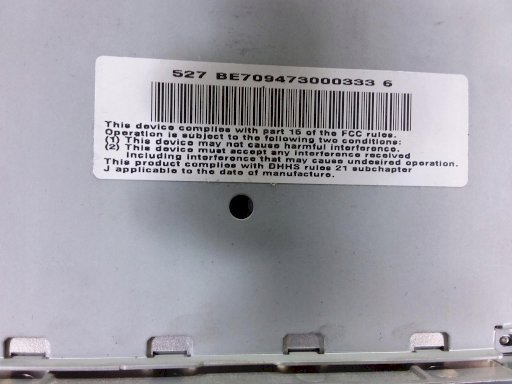 527 BE709473000333 6
This device complies with part 15 of the FCC rules.
Operation is subject to the following two conditions:
(1) This device may not cause harmful interference.
(2) This device must accept any interference received
including interference that may cause undesired operation.
This product complies with DHHS rules 21 subchapter
J applicable to the date of manufacture.